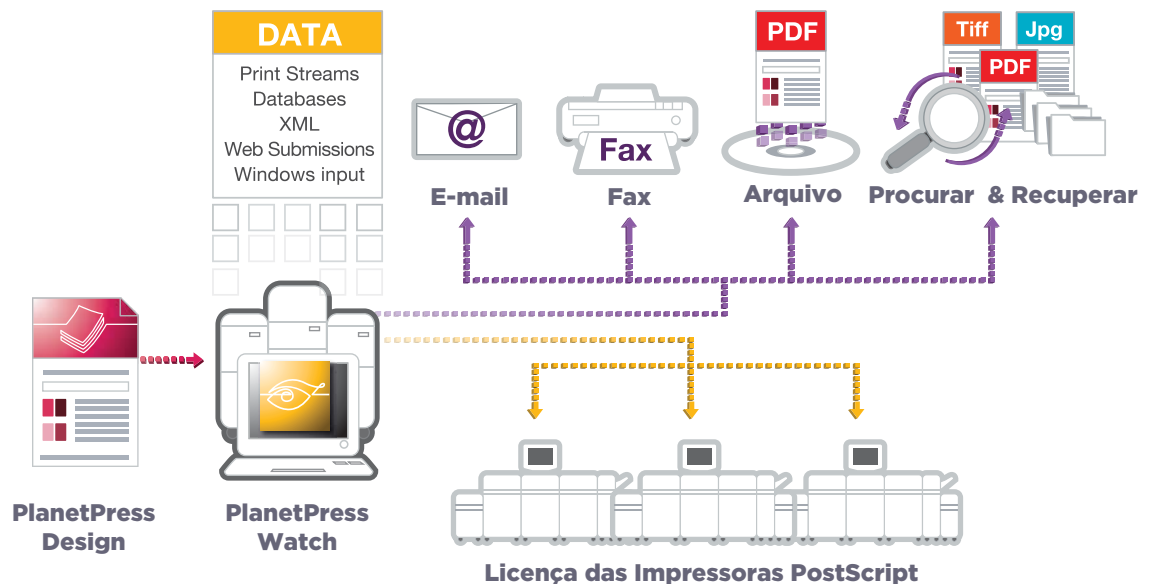 DATA
Print Streams
Databases
XML
Web Submissions
Windows input
@
E-mail
Fax
Fax
PDF
Arquivo
Tiff
Jpg
PDF
Procurar & Recuperar
PlanetPress
Design
PlanetPress
Watch
Licença das Impressoras PostScript